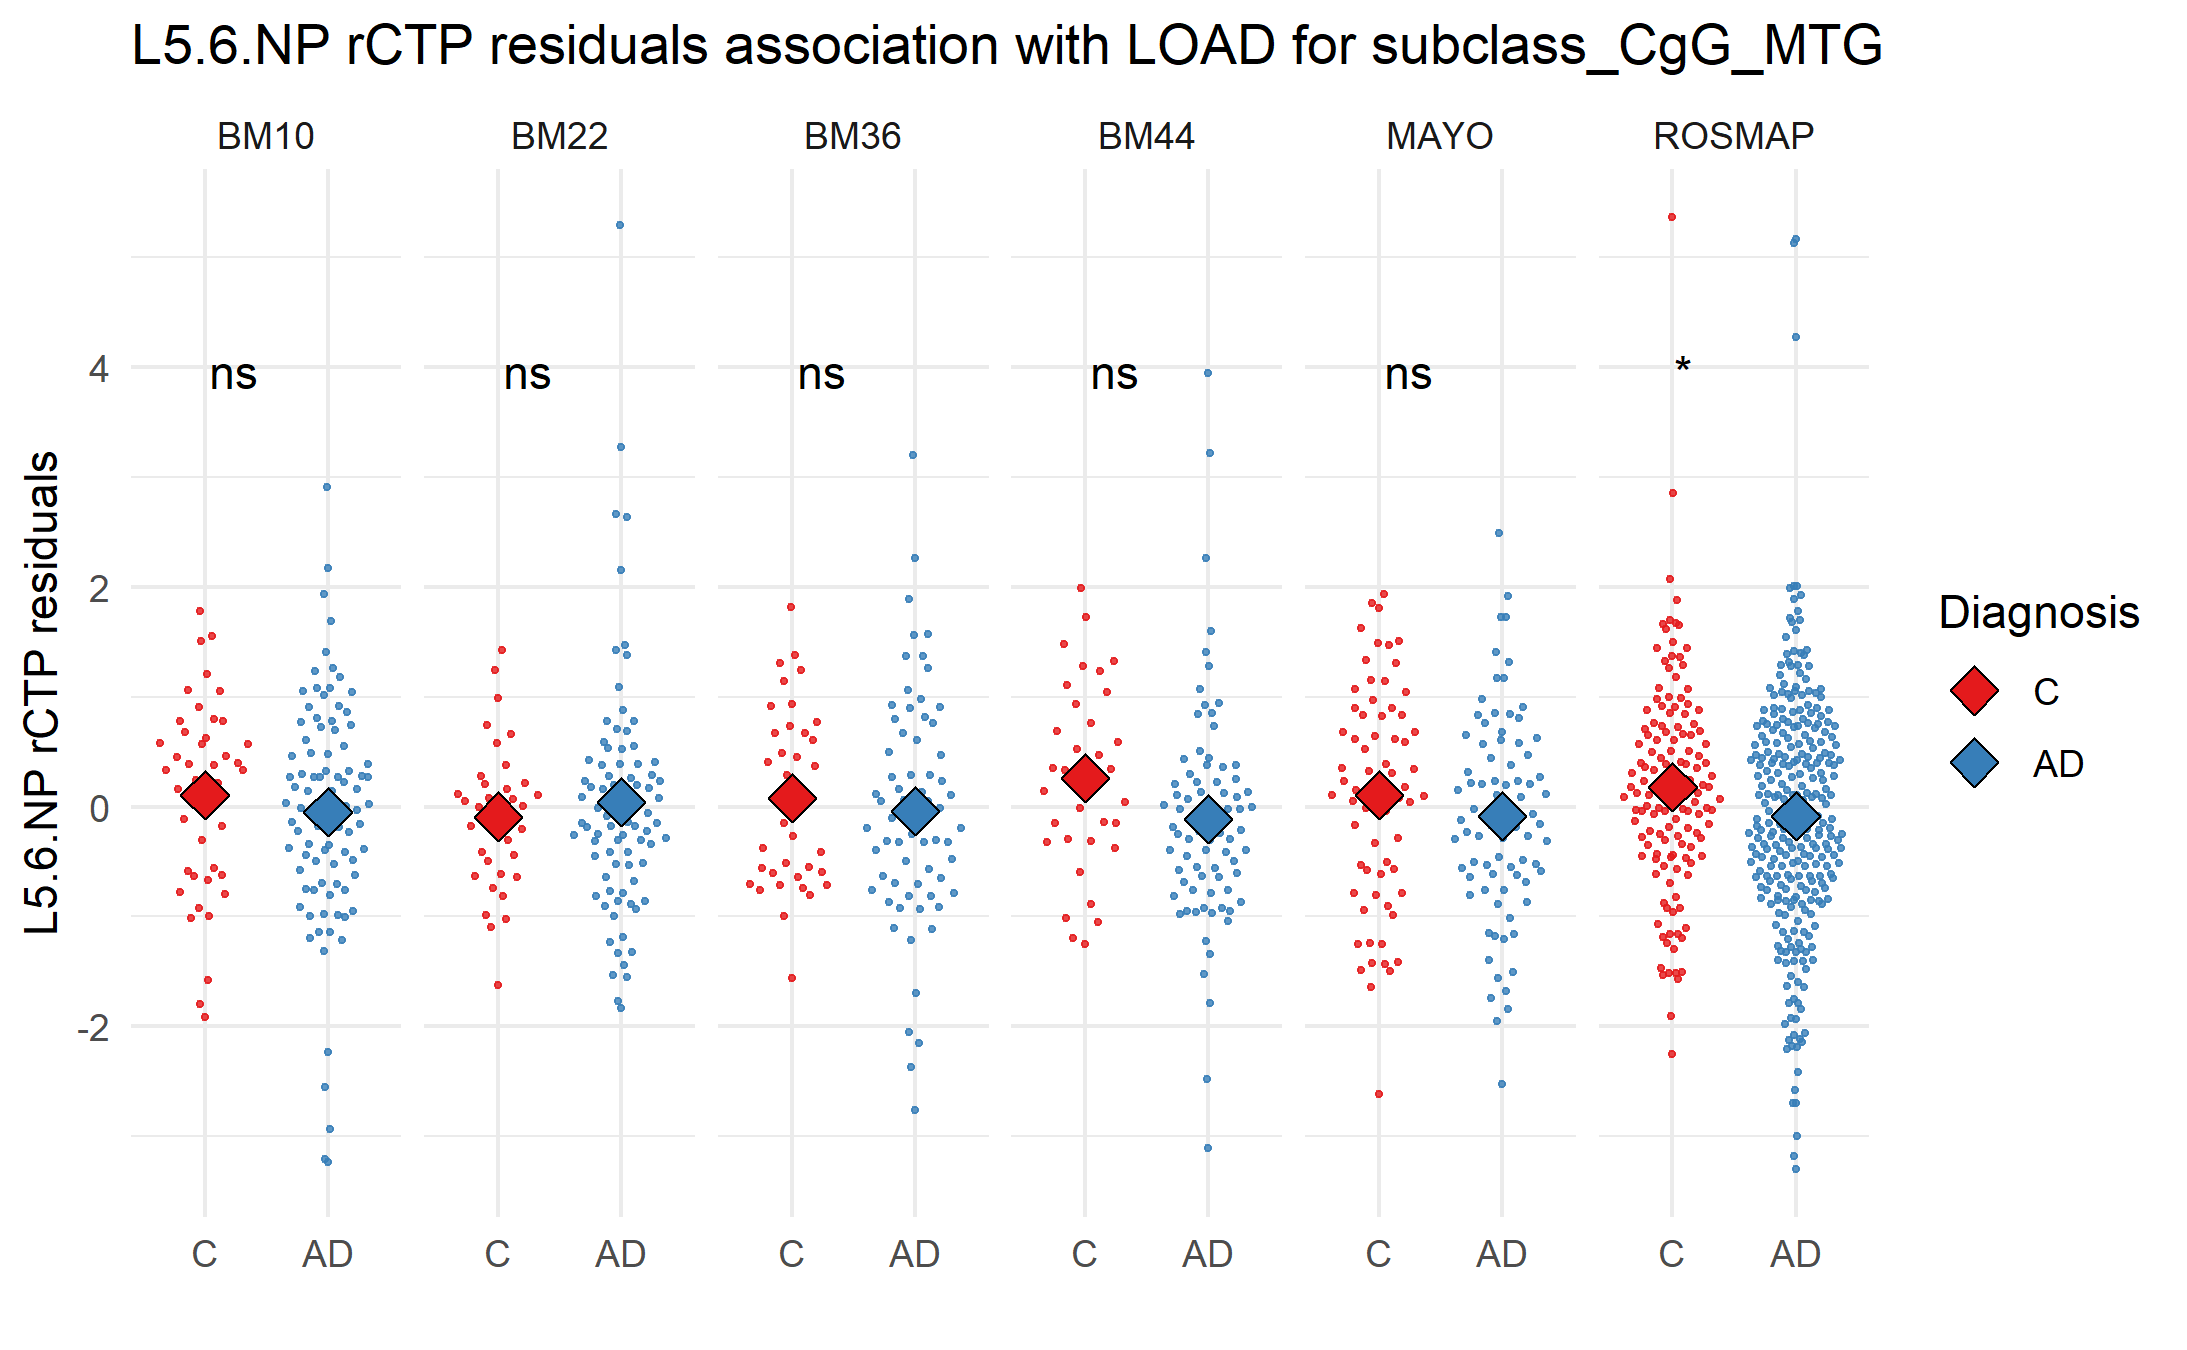 L5.6.NP rCTP residuals association with LOAD for subclass_CgG_MTG
BM10 BM22 BM36 BM44 MAYO ROSMAP
ns ns ns ns ns *
4
2
0
-2
L5.6.NP rCTP residuals
C AD C AD C AD C AD C AD C AD
Diagnosis
C
AD